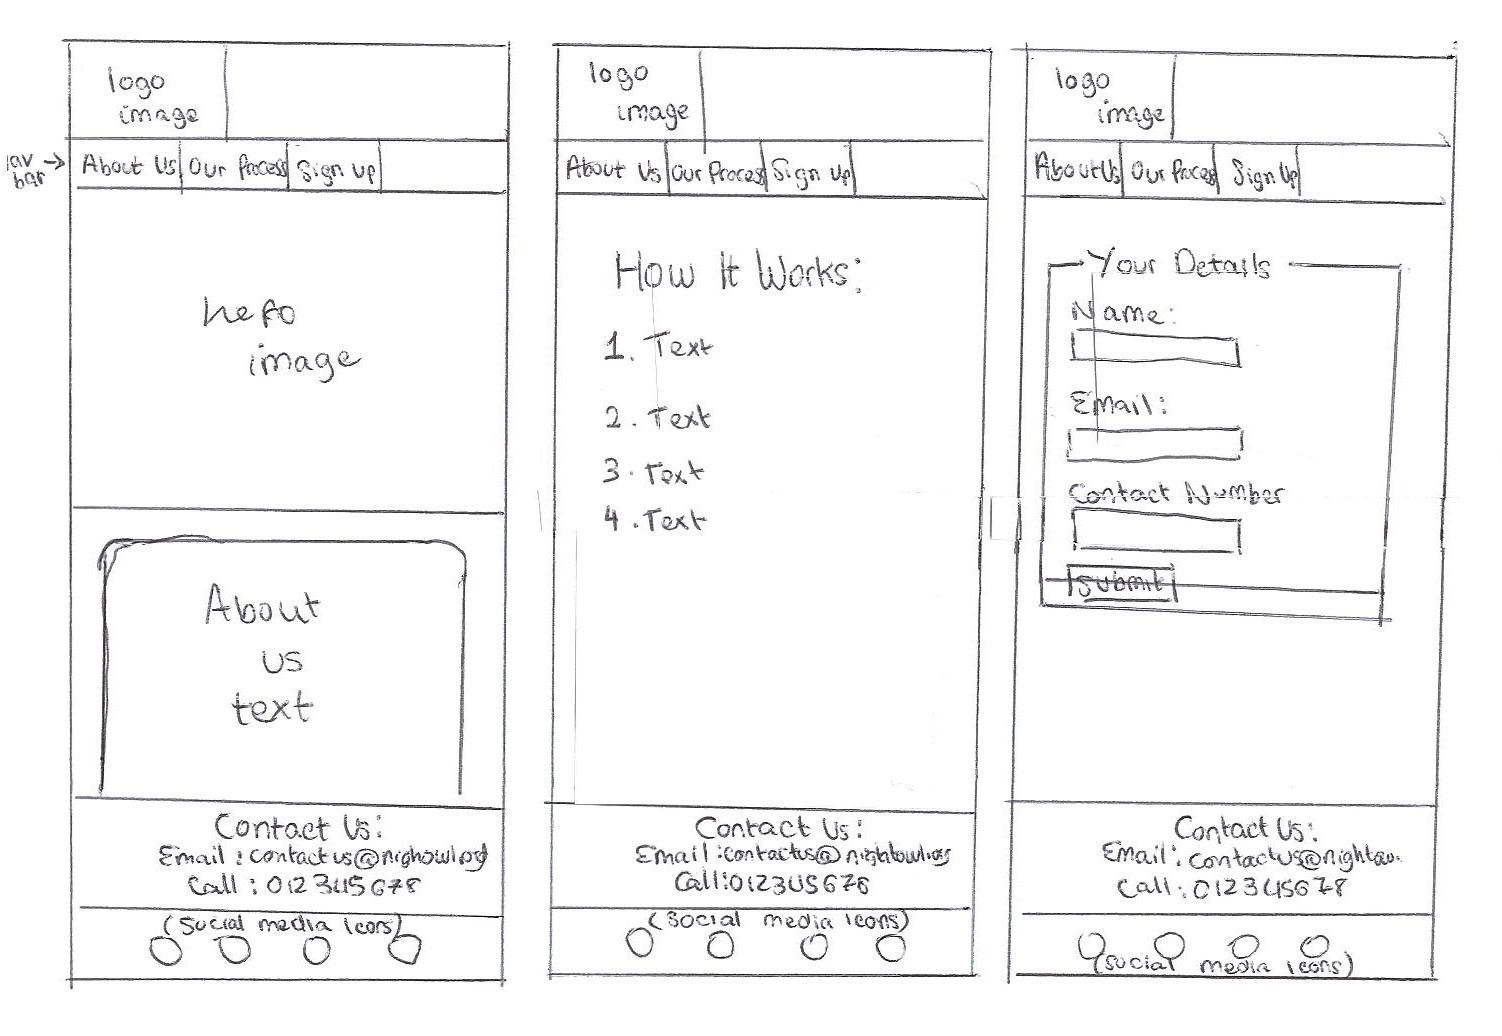 logo
image
nav
bar
About Us Our Process Sign Up
hero
image
About
us
text
Contact Us:
Email: contactus@nighowl.org
Call: 012345678
(Social media Icons)
logo
image
About Us Our Process Sign Up
How It Works:
1. Text
2. Text
3. Text
4. Text
Contact Us:
Email: contactus@nightowl.org
Call: 012345678
(Social media Icons)
logo
image
About Us Our Process Sign Up
Your Details
Name:
Email:
Contact Number
Submit
Contact Us:
Email: contactus@nightow.
Call: 012345678
(Social media Icons)